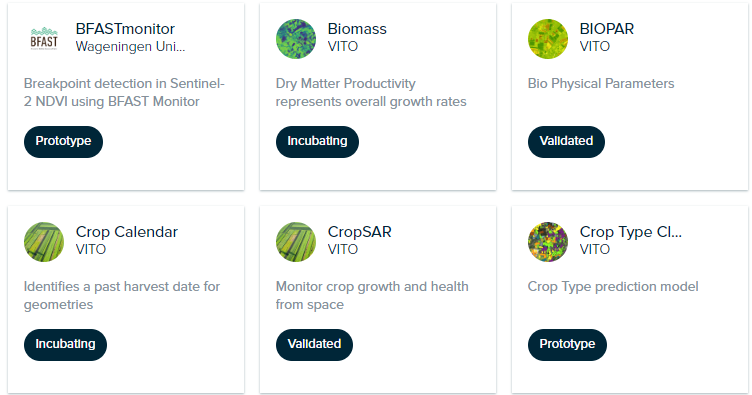 BFAST
BFASTmonitor
Wageningen Uni...
Breakpoint detection in Sentinel-
2 NDVI using BFAST Monitor
Prototype
Biomass
VITO
Dry Matter Productivity
represents overall growth rates
Incubating
BIOPAR
VITO
Bio Physical Parameters
Validated
Crop Calendar
VITO
Identifies a past harvest date for
geometries
Incubating
CropSAR
VITO
Monitor crop growth and health
from space
Validated
Crop Type Cl...
VITO
Crop Type prediction model
Prototype